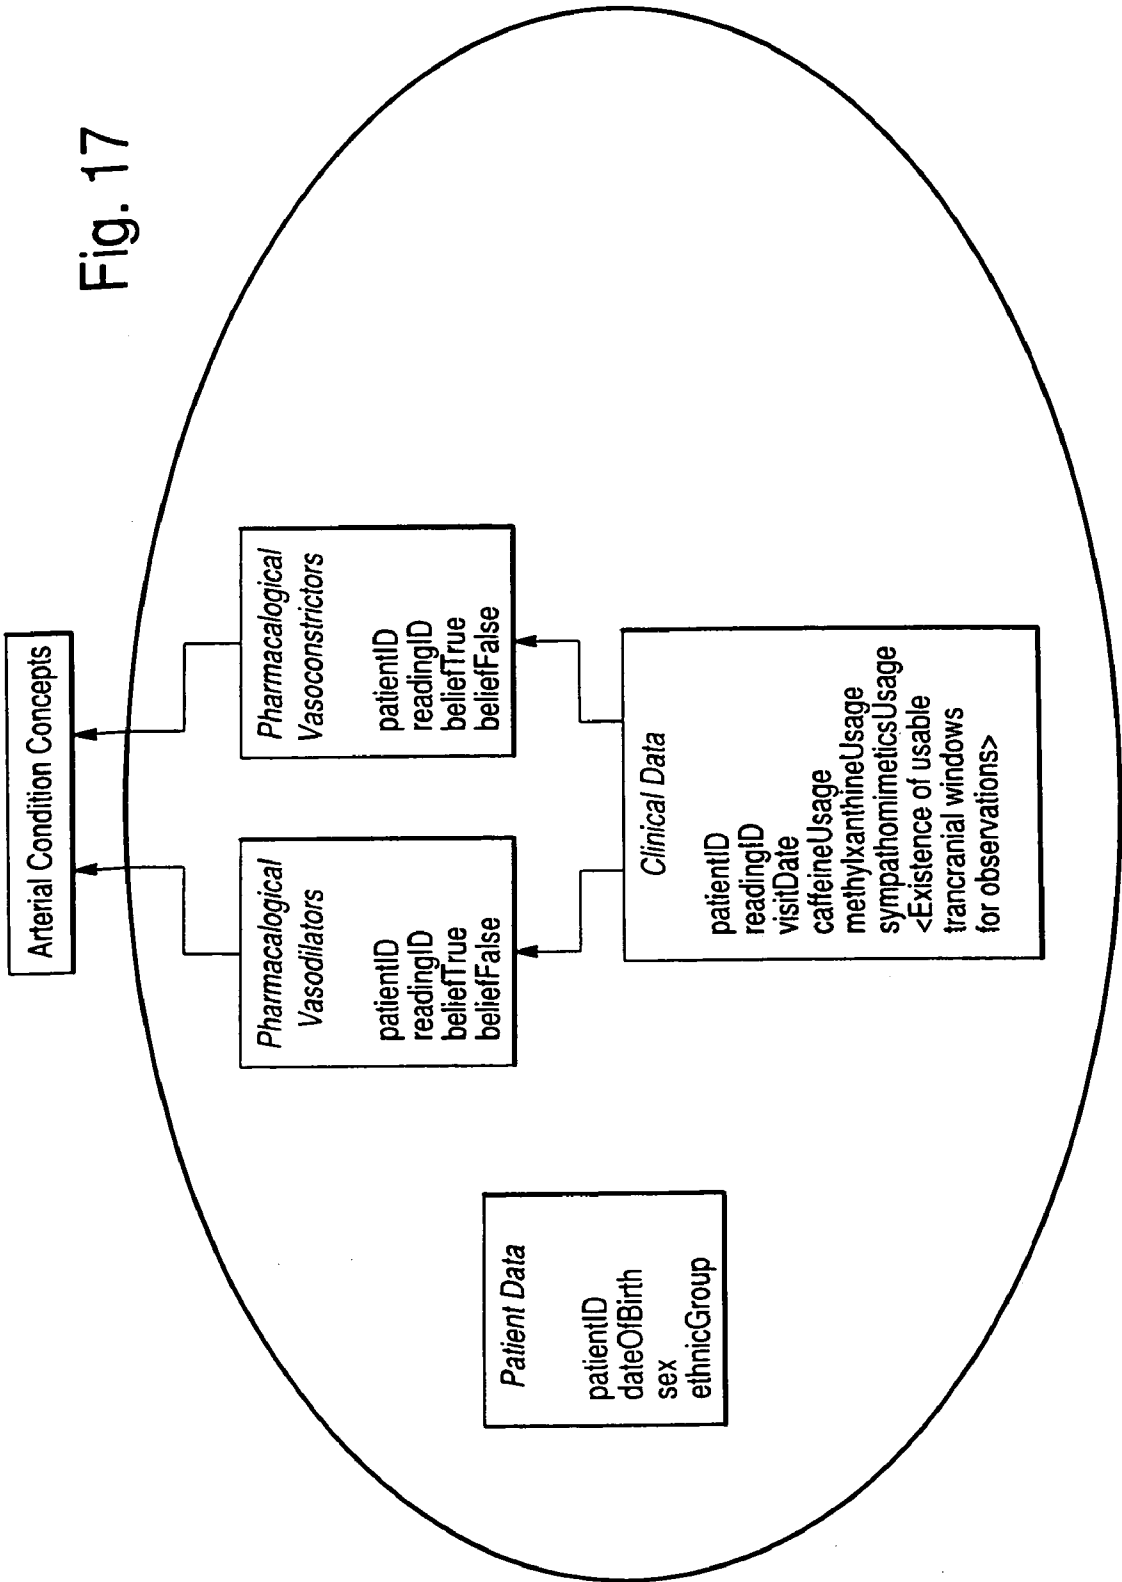 Fig. 17
Arterial Condition Concepts
Pharmacalogical
Vasodilators
patientID
readingID
beliefTrue
beliefFalse
Pharmacalogical
Vasoconstrictors
patientID
readingID
beliefTrue
beliefFalse
Patient Data
patientID
dateOfBirth
sex
ethnicGroup
Clinical Data
patientID
readingID
visitDate
caffeineUsage
methylxanthineUsage
sympathomimeticsUsage
<Existence of usable
trancranial windows
for observations>